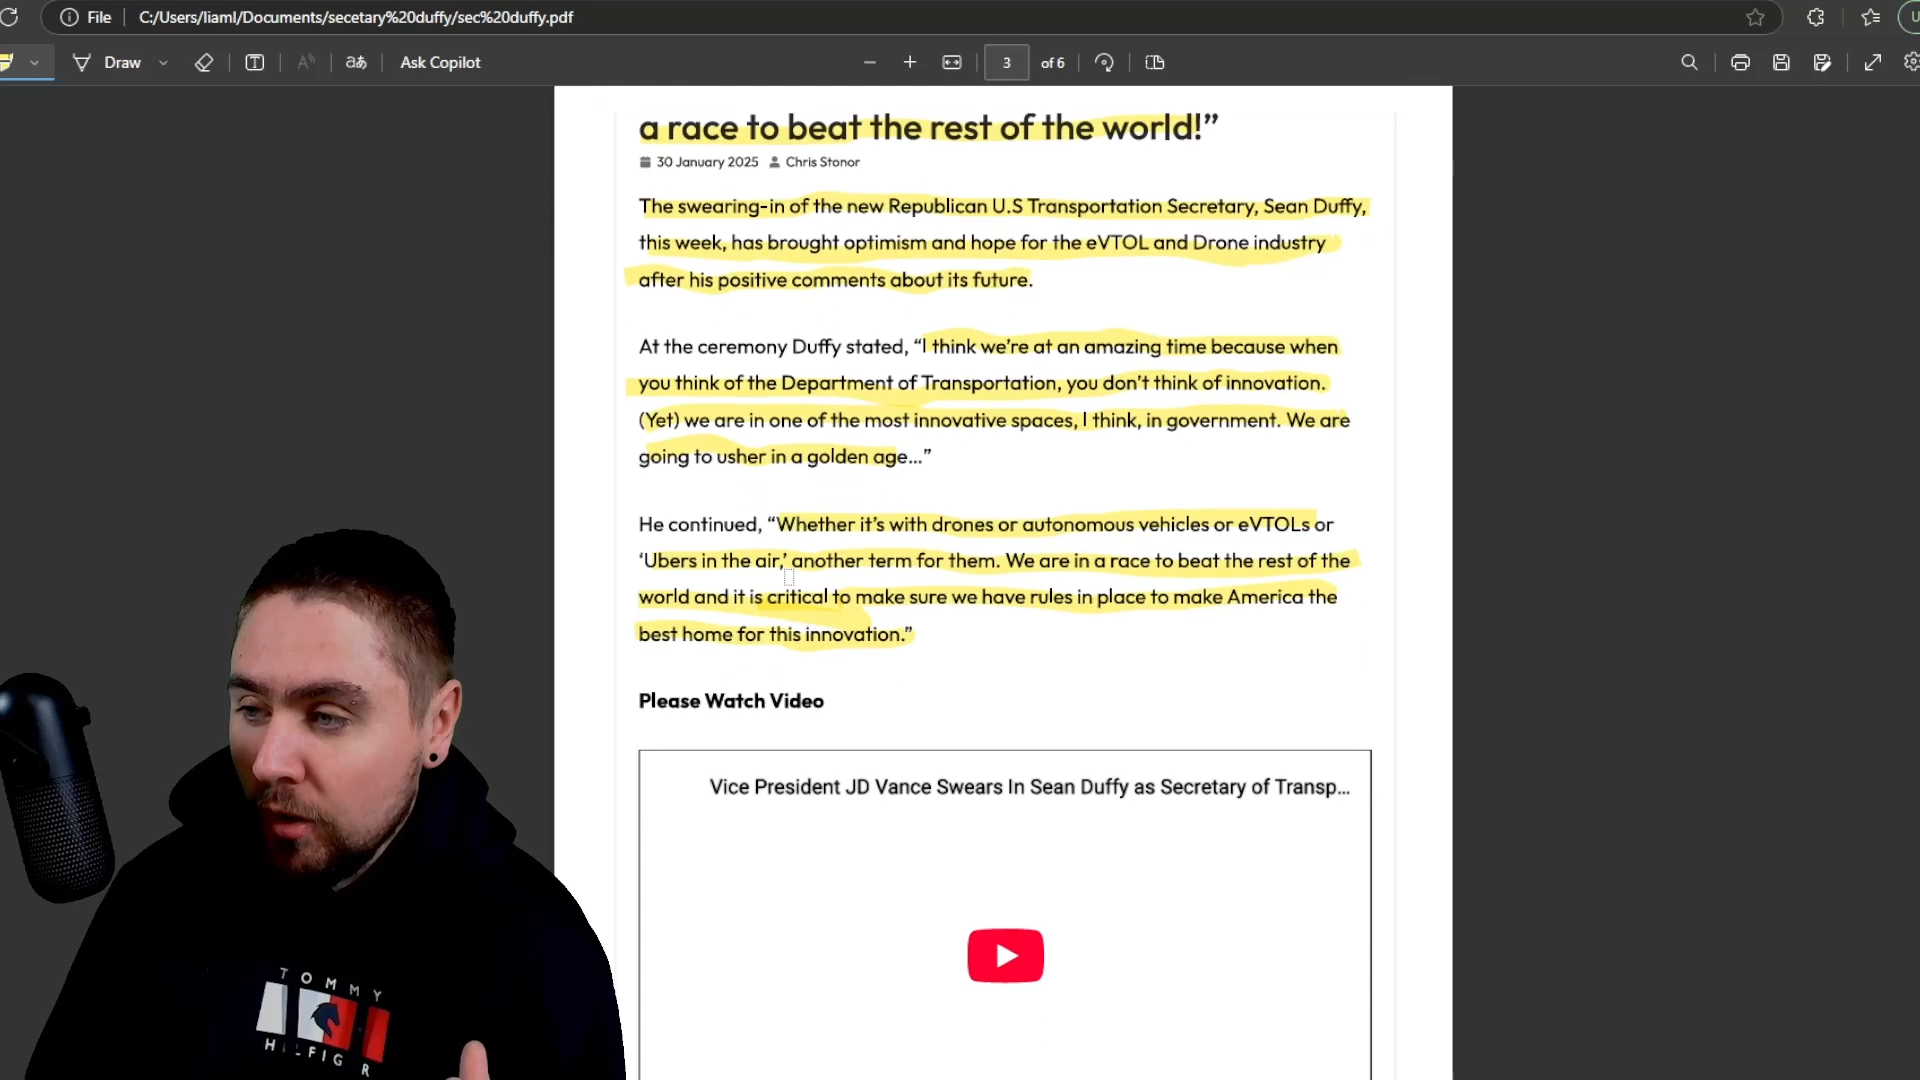 File
C:/Users/liaml/Documents/secetary%20duffy/sec%20duffy.pdf
Draw
aあ
Ask Copilot
3
of 6
a race to beat the rest of the world!”
30 January 2025 Chris Stonor
The swearing-in of the new Republican U.S Transportation Secretary, Sean Duffy,
this week, has brought optimism and hope for the eVTOL and Drone industry
after his positive comments about its future.
At the ceremony Duffy stated, “I think we’re at an amazing time because when
you think of the Department of Transportation, you don’t think of innovation.
(Yet) we are in one of the most innovative spaces, I think, in government. We are
going to usher in a golden age…”
He continued, “Whether it’s with drones or autonomous vehicles or eVTOLs or
‘Ubers in the air,’ another term for them. We are in a race to beat the rest of the
world and it is critical to make sure we have rules in place to make America the
best home for this innovation.”
Please Watch Video
Vice President JD Vance Swears In Sean Duffy as Secretary of Transp...
TOMMY